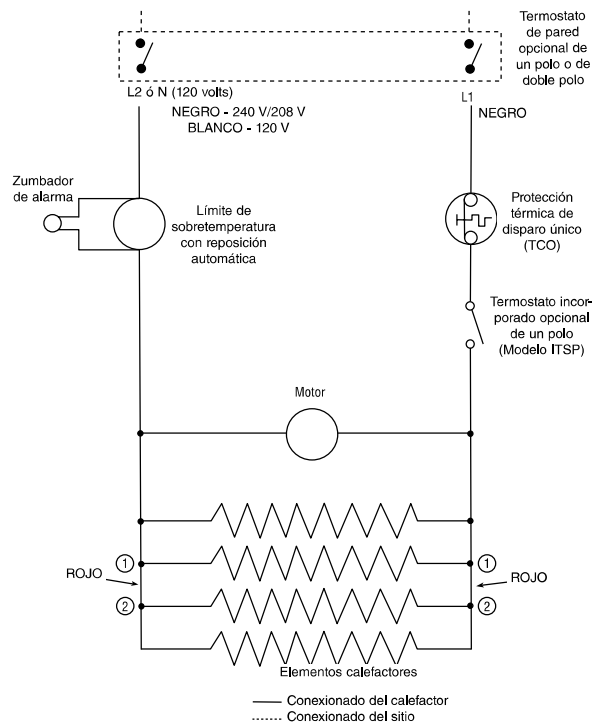 Termostato
de pared
opcional de
un polo o de
doble polo
L2 ó N (120 volts)
L1
NEGRO - 240 V/208 V
BLANCO - 120 V
NEGRO
Zumbador
de alarma
Límite de
sobretemperatura
con reposición
automática
Protección
térmica de
disparo único
(TCO)
Termostato incor-
porado opcional
de un polo
(Modelo ITSP)
Motor
1
1
ROJO
ROJO
2
2
Elementos calefactores
Conexionado del calefactor
Conexionado del sitio